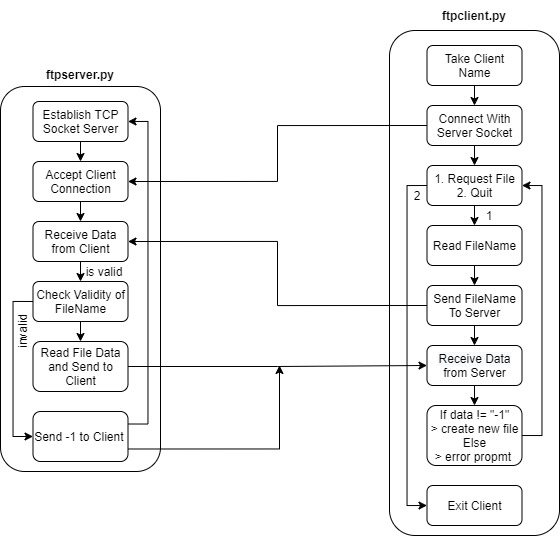 ftpserver.py
Establish TCP
Socket Server
Accept Client
Connection
Receive Data
from Client
is valid
Check Validity of
FileName
invalid
Read File Data
and Send to
Client
Send -1 to Client
ftpclient.py
Take Client
Name
Connect With
Server Socket
1. Request File
2. Quit
2
1
Read FileName
Send FileName
To Server
Receive Data
from Server
If data != "-1"
> create new file
Else
> error propmt
Exit Client